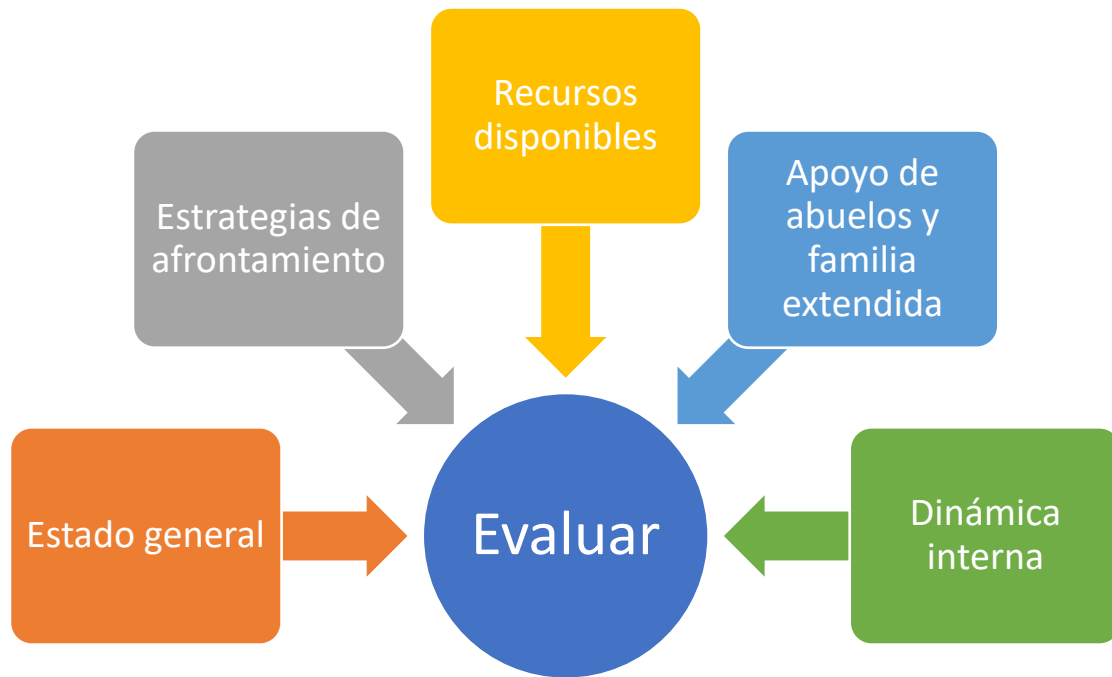 Recursos
disponibles
Estrategias de
afrontamiento
Apoyo de
abuelos y
familia
extendida
Estado general
Evaluar
Dinámica
interna